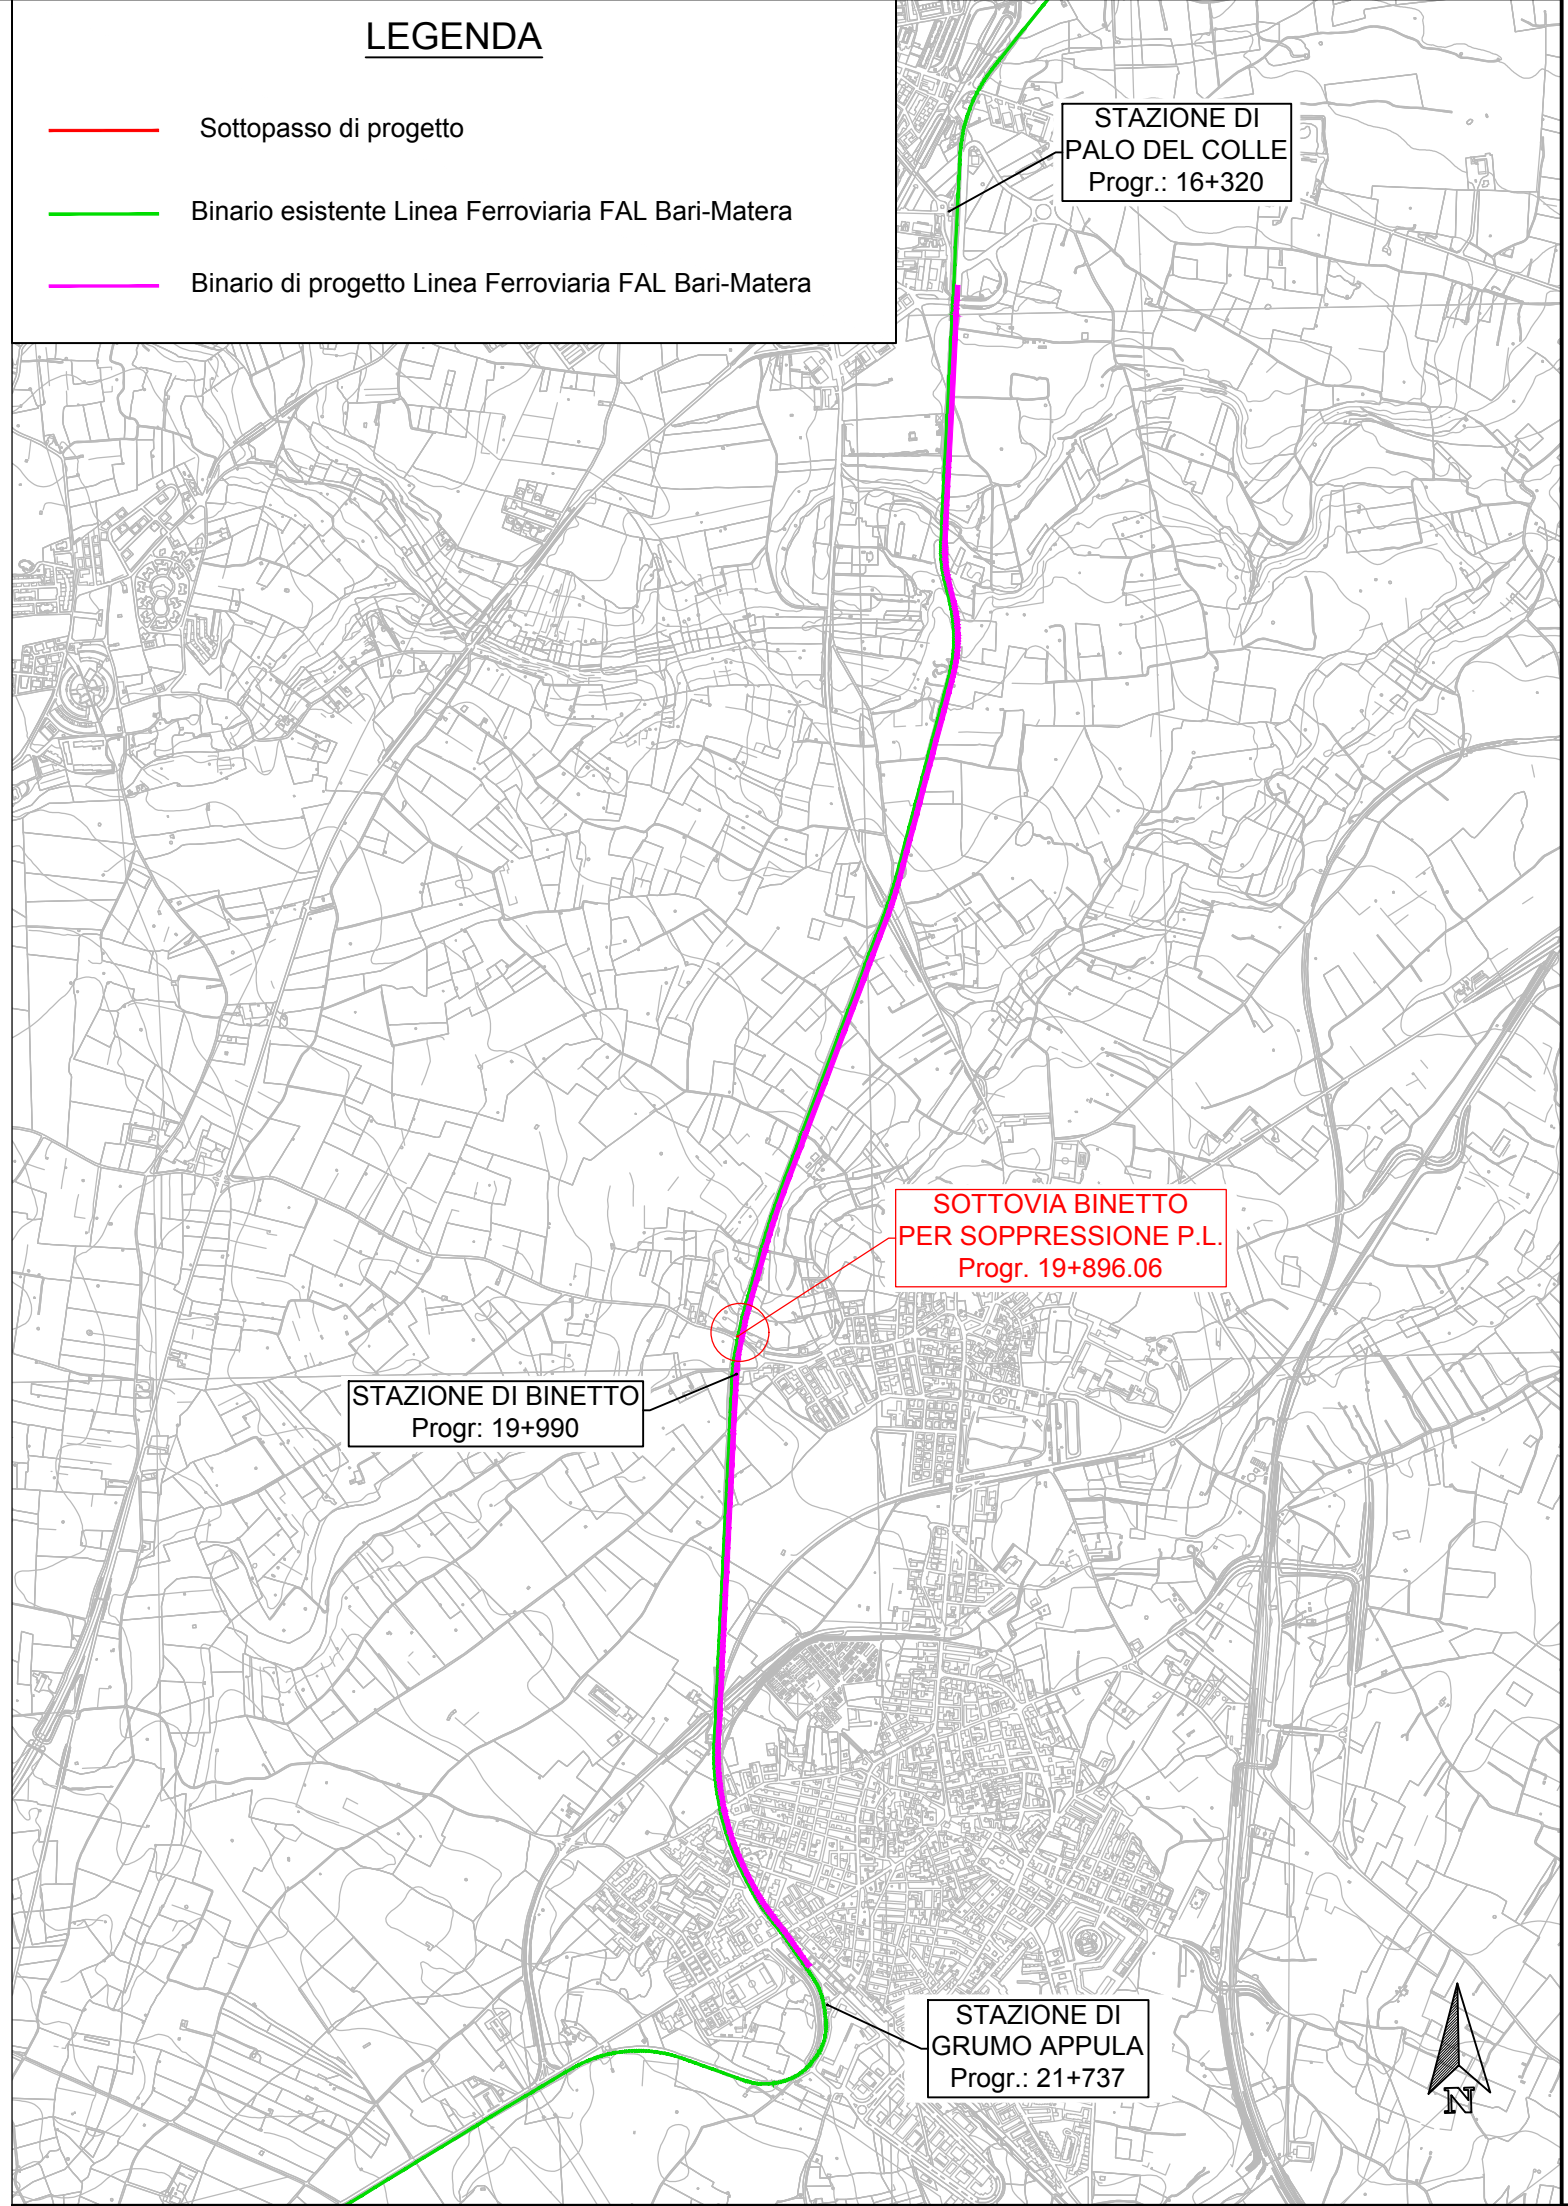 LEGENDA
Sottopasso di progetto
Binario esistente Linea Ferroviaria FAL Bari-Matera
Binario di progetto Linea Ferroviaria FAL Bari-Matera
STAZIONE DI
PALO DEL COLLE
Progr.: 16+320
SOTTOVIA BINETTO
PER SOPPRESSIONE P.L.
Progr. 19+896.06
STAZIONE DI BINETTO
Progr: 19+990
STAZIONE DI
GRUMO APPULA
Progr.: 21+737
N